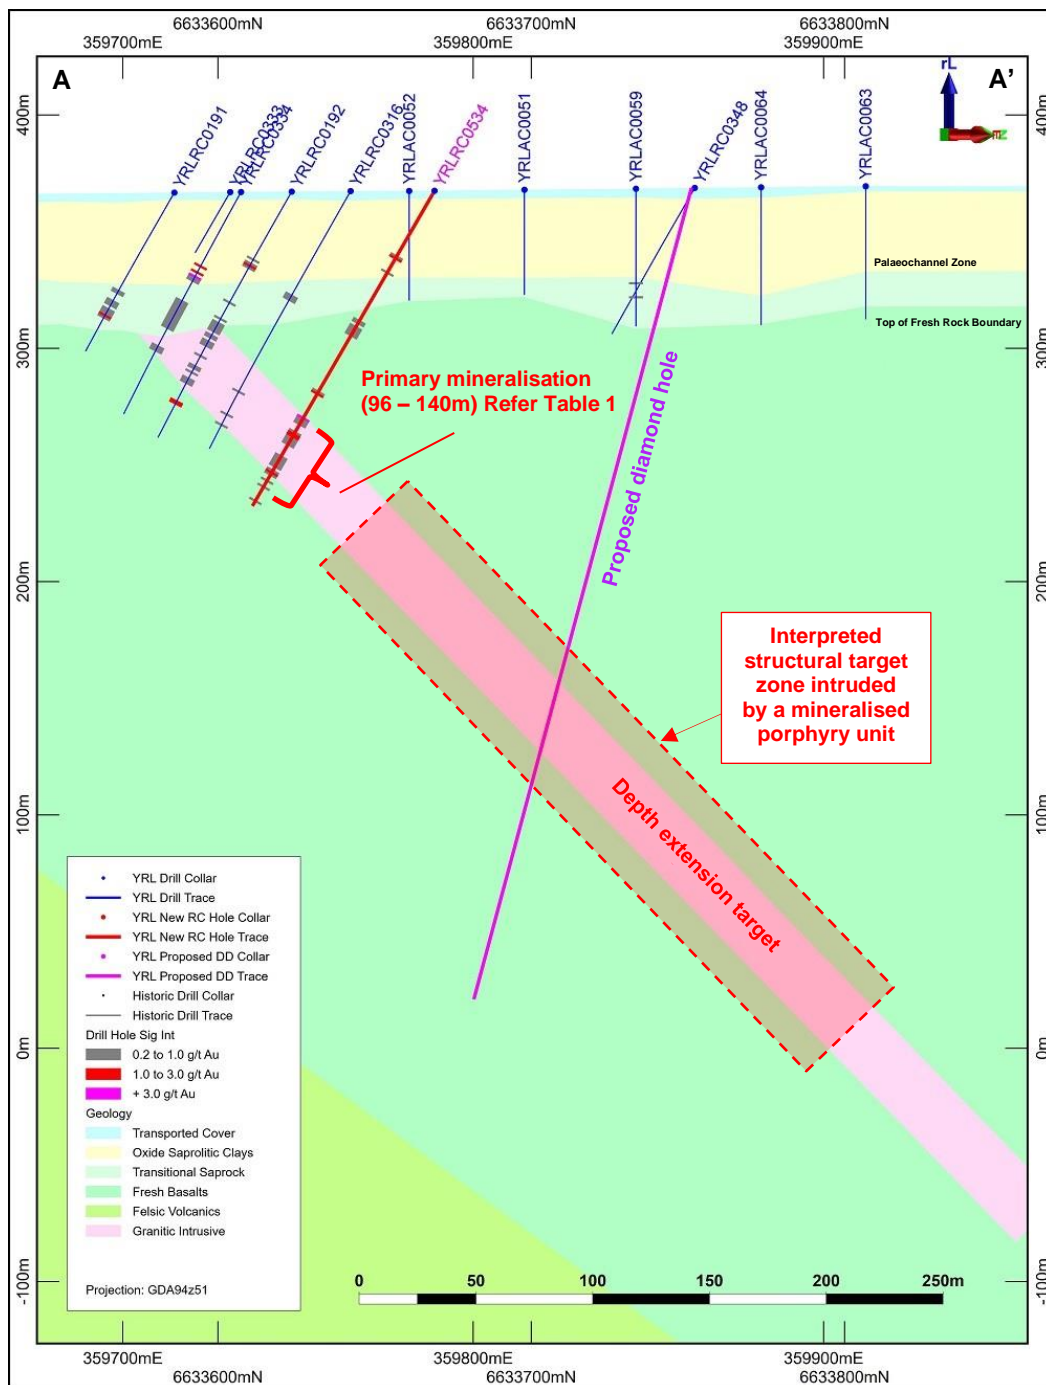 6633600mN 6633700mN 6633800mN
359700mE 359800mE 359900mE
A
A'
rL
400m
400m
YRLRC0191
YRLRC0333
YRLRC0334
YRLRC0192
YRLRC0316
YRLAC0052
YRLRC0534
YRLAC0051
YRLAC0059
YRLRC0348
YRLAC0064
YRLAC0063
Palaeochannel Zone
Top of Fresh Rock Boundary
300m
300m
Primary mineralisation
(96 – 140m) Refer Table 1
Proposed diamond hole
200m
200m
Interpreted
structural target
zone intruded
by a mineralised
porphyry unit
Depth extension target
100m
100m
YRL Drill Collar
YRL Drill Trace
YRL New RC Hole Collar
YRL New RC Hole Trace
YRL Proposed DD Collar
YRL Proposed DD Trace
Historic Drill Collar
Historic Drill Trace
Drill Hole Sig Int
0.2 to 1.0 g/t Au
1.0 to 3.0 g/t Au
+ 3.0 g/t Au
Geology
Transported Cover
Oxide Saprolitic Clays
Transitional Saprock
Fresh Basalts
Felsic Volcanics
Granitic Intrusive
Projection: GDA94z51
0m
0m
0 50 100 150 200 250m
-100m
-100m
359700mE 359800mE 359900mE
6633600mN 6633700mN 6633800mN